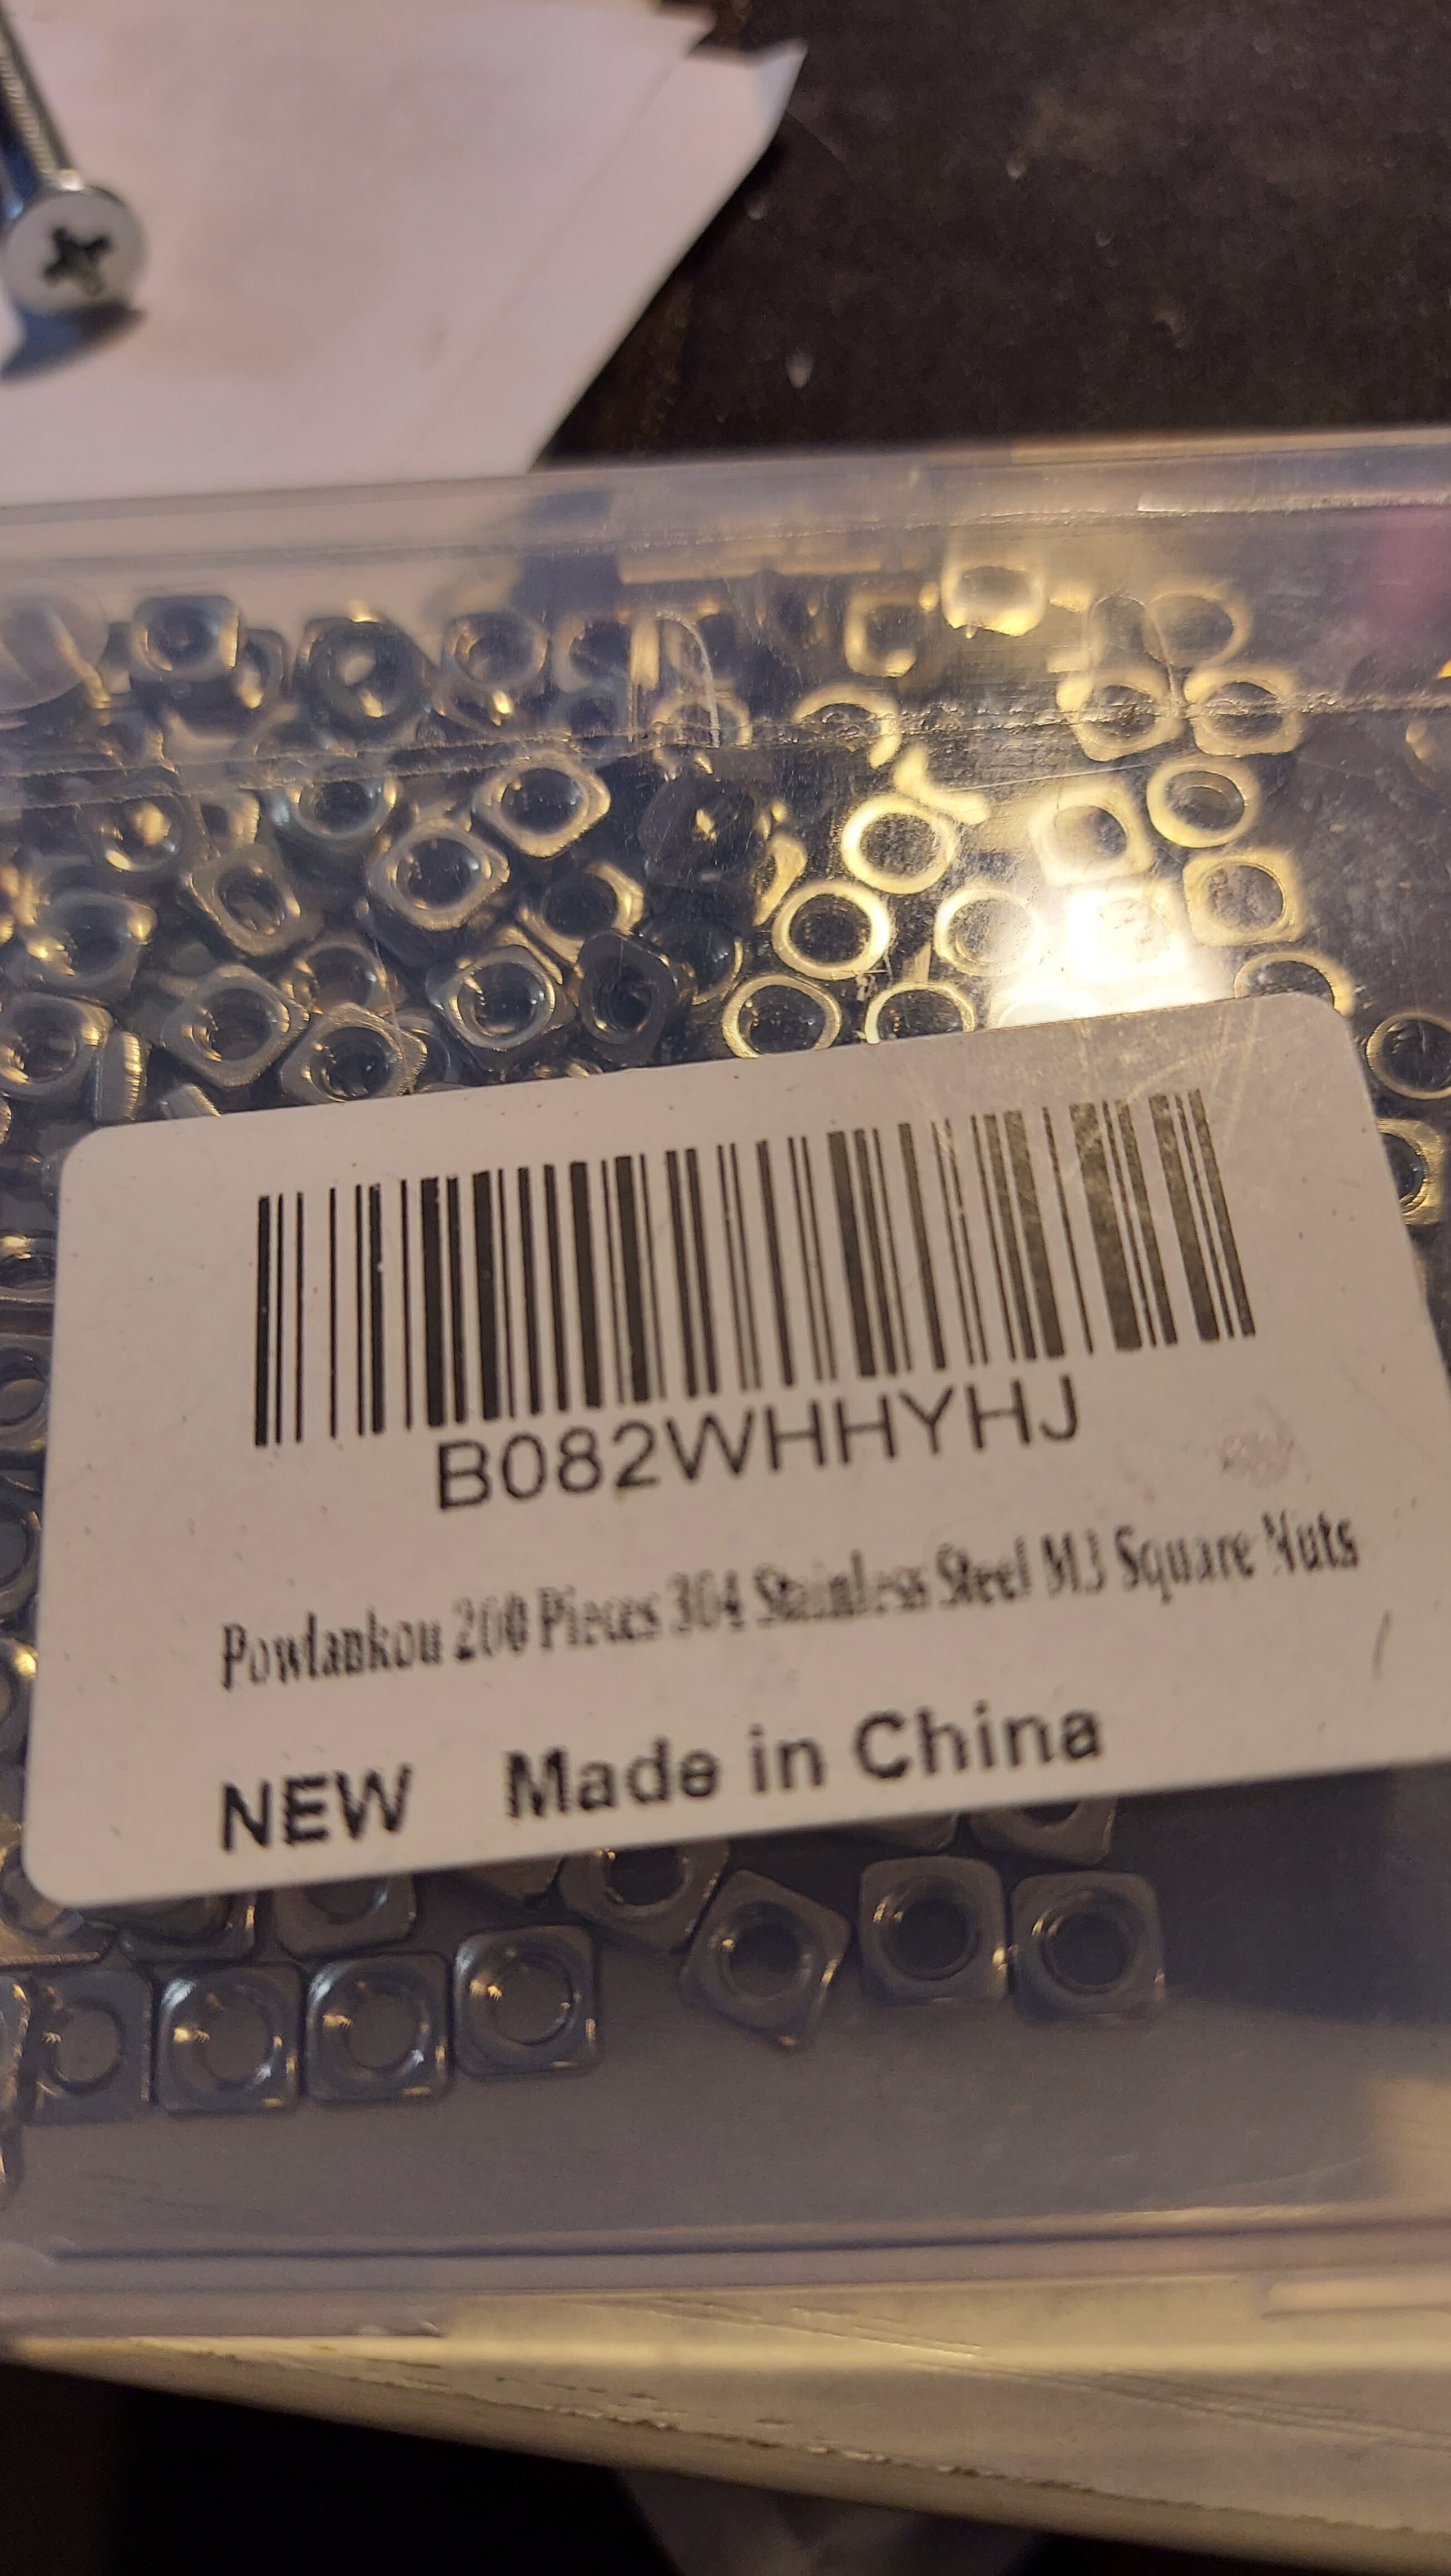 B082WHHYHJ
Powlankou 200 Pieces 304 Stainless Steel M3 Square Nuts
NEW Made in China